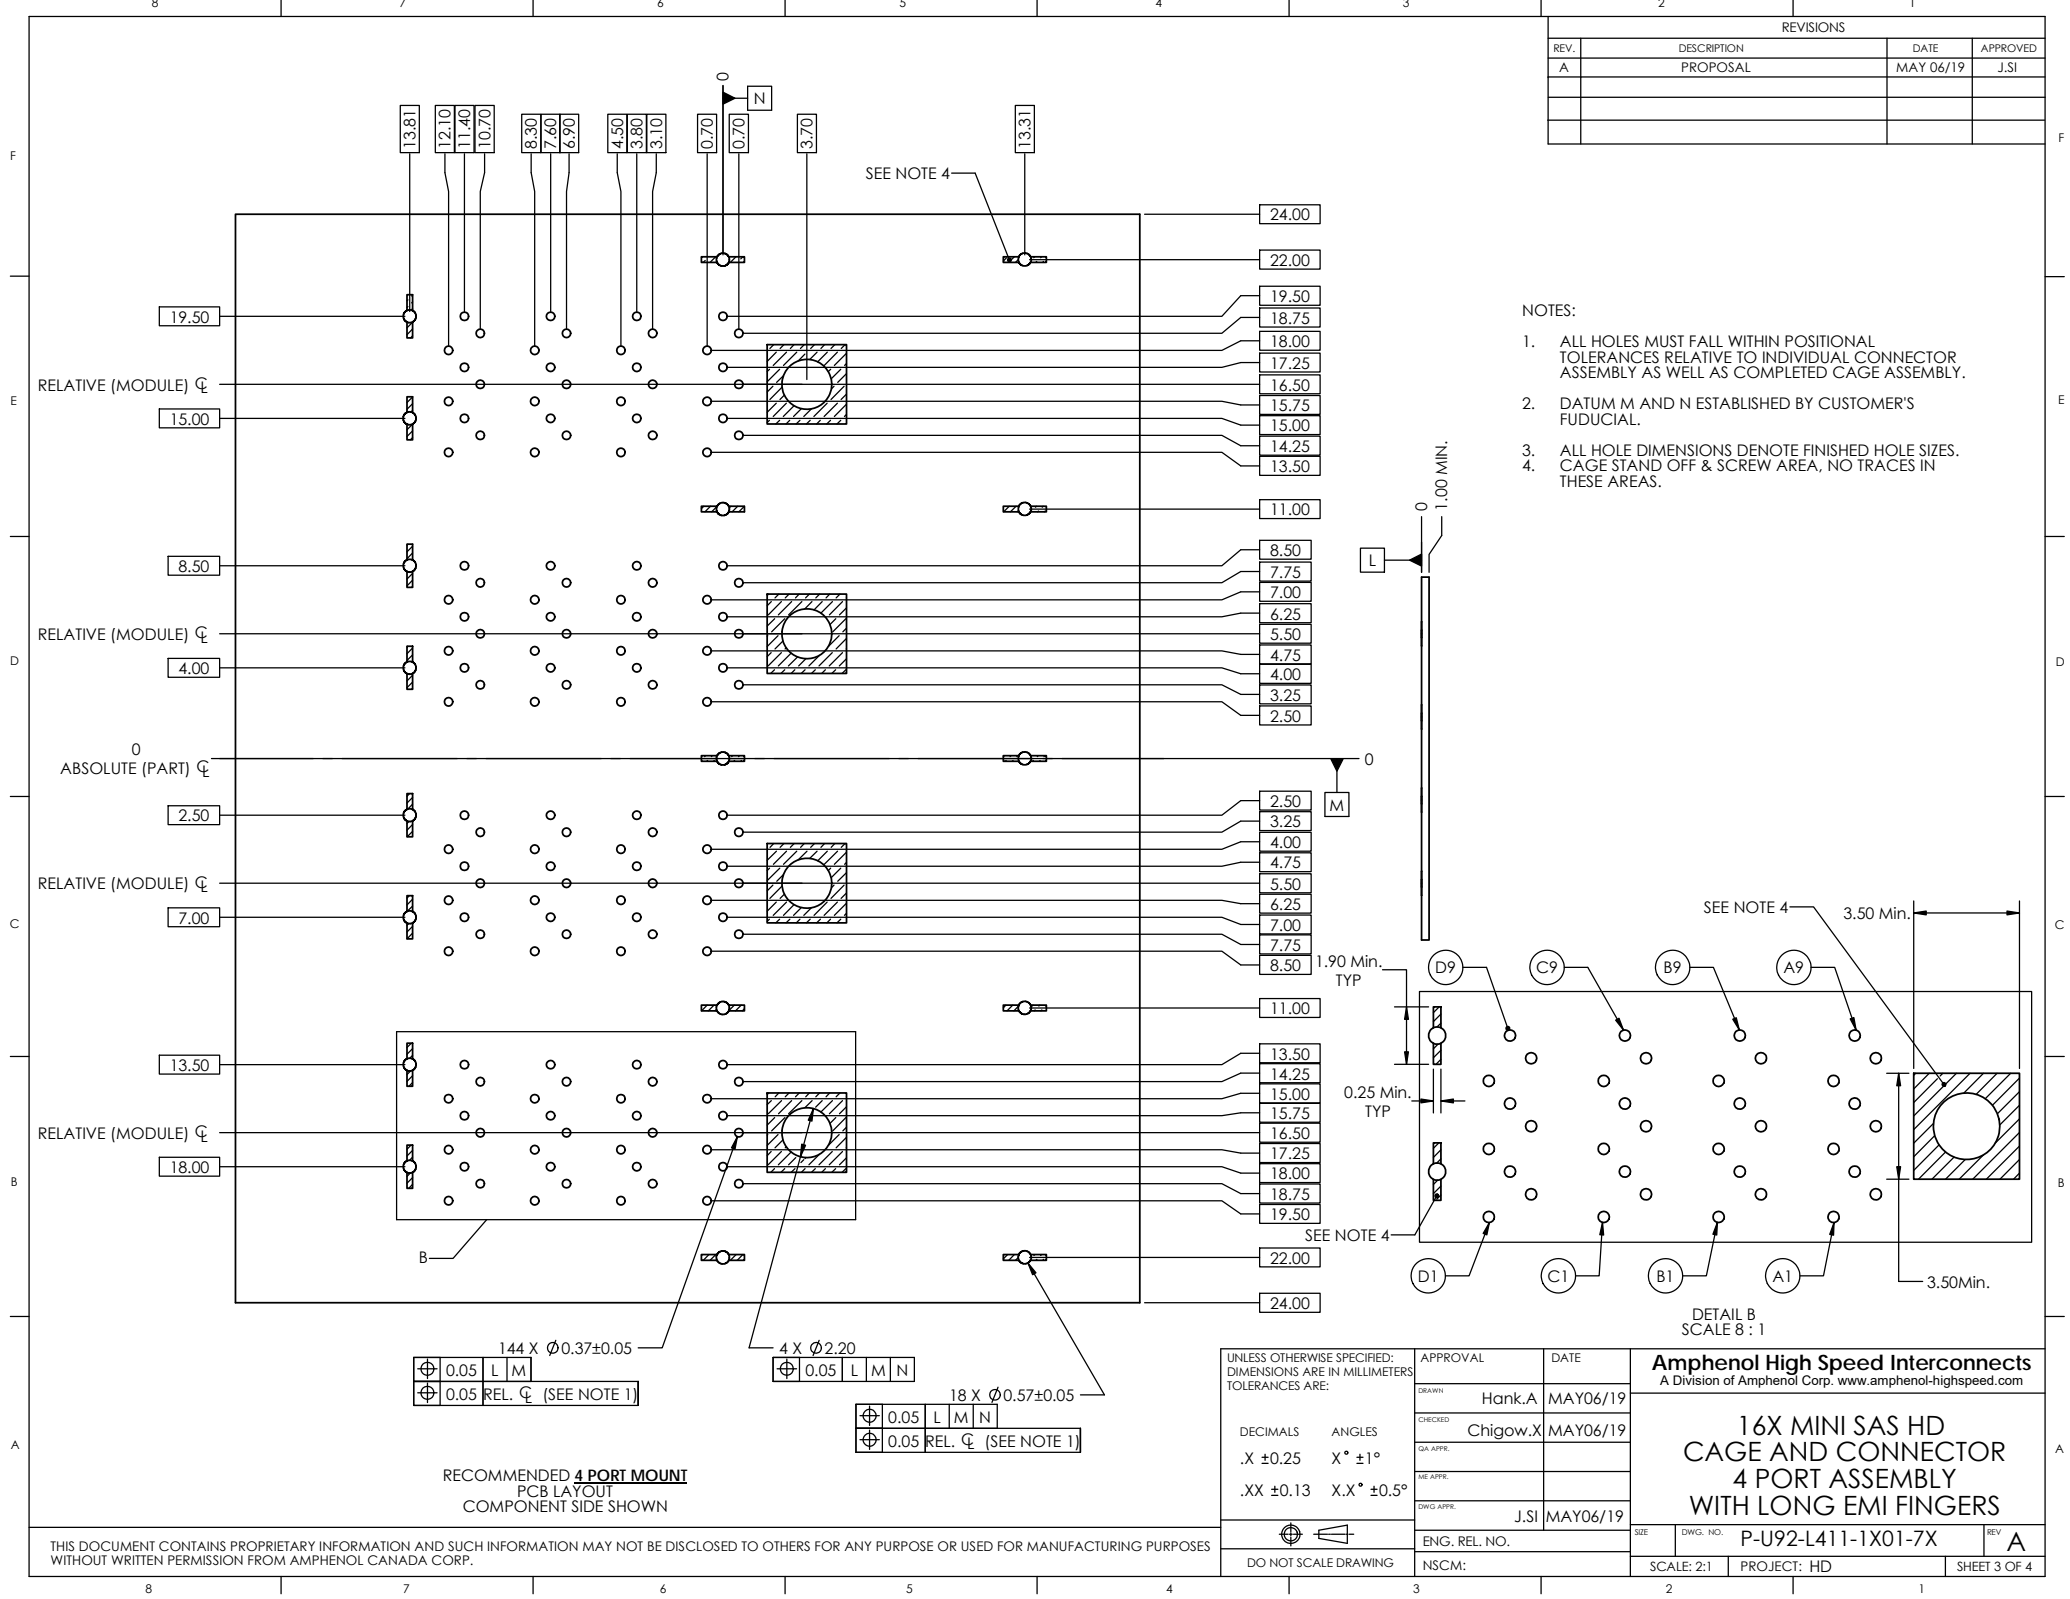 8 7 6 5 4 3 2 1
REVISIONS
REV. DESCRIPTION DATE APPROVED
A PROPOSAL MAY 06/19 J.SI
0
N
13.81 12.10 11.40 10.70 8.30 7.60 6.90 4.50 3.80 3.10 0.70 0.70 3.70 13.31
F F
SEE NOTE 4
24.00
22.00
19.50
18.75
18.00
17.25
16.50
15.75
15.00
14.25
13.50
11.00
19.50
RELATIVE (MODULE) ℄
15.00
E E
NOTES:
1. ALL HOLES MUST FALL WITHIN POSITIONAL
TOLERANCES RELATIVE TO INDIVIDUAL CONNECTOR
ASSEMBLY AS WELL AS COMPLETED CAGE ASSEMBLY.
2. DATUM M AND N ESTABLISHED BY CUSTOMER'S
FUDUCIAL.
3. ALL HOLE DIMENSIONS DENOTE FINISHED HOLE SIZES.
4. CAGE STAND OFF & SCREW AREA, NO TRACES IN
THESE AREAS.
0
1.00 MIN.
L
8.50
RELATIVE (MODULE) ℄
4.00
8.50
7.75
7.00
6.25
5.50
4.75
4.00
3.25
2.50
D D
0
ABSOLUTE (PART) ℄
0
M
2.50
RELATIVE (MODULE) ℄
7.00
2.50
3.25
4.00
4.75
5.50
6.25
7.00
7.75
8.50
11.00
C C
13.50
RELATIVE (MODULE) ℄
18.00
13.50
14.25
15.00
15.75
16.50
17.25
18.00
18.75
19.50
22.00
24.00
B B
B
SEE NOTE 4
3.50 Min.
1.90 Min.
TYP
D9 C9 B9 A9
0.25 Min.
TYP
SEE NOTE 4
D1 C1 B1 A1
3.50Min.
DETAIL B
SCALE 8 : 1
144 X Ø0.37±0.05
⌖ 0.05 L M
⌖ 0.05 REL. ℄ (SEE NOTE 1)
4 X Ø2.20
⌖ 0.05 L M N
18 X Ø0.57±0.05
⌖ 0.05 L M N
⌖ 0.05 REL. ℄ (SEE NOTE 1)
A A
RECOMMENDED 4 PORT MOUNT
PCB LAYOUT
COMPONENT SIDE SHOWN
THIS DOCUMENT CONTAINS PROPRIETARY INFORMATION AND SUCH INFORMATION MAY NOT BE DISCLOSED TO OTHERS FOR ANY PURPOSE OR USED FOR MANUFACTURING PURPOSES
WITHOUT WRITTEN PERMISSION FROM AMPHENOL CANADA CORP.
UNLESS OTHERWISE SPECIFIED:
DIMENSIONS ARE IN MILLIMETERS
TOLERANCES ARE:
DECIMALS ANGLES
.X ±0.25 X° ±1°
.XX ±0.13 X.X° ±0.5°
DO NOT SCALE DRAWING
APPROVAL DATE
DRAWN Hank.A MAY06/19
CHECKED Chigow.X MAY06/19
QA APPR.
ME APPR.
DWG APPR. J.SI MAY06/19
ENG. REL. NO.
NSCM:
Amphenol High Speed Interconnects
A Division of Amphenol Corp. www.amphenol-highspeed.com
16X MINI SAS HD
CAGE AND CONNECTOR
4 PORT ASSEMBLY
WITH LONG EMI FINGERS
SIZE DWG. NO. P-U92-L411-1X01-7X REV A
SCALE: 2:1 PROJECT: HD SHEET 3 OF 4
8 7 6 5 4 3 2 1